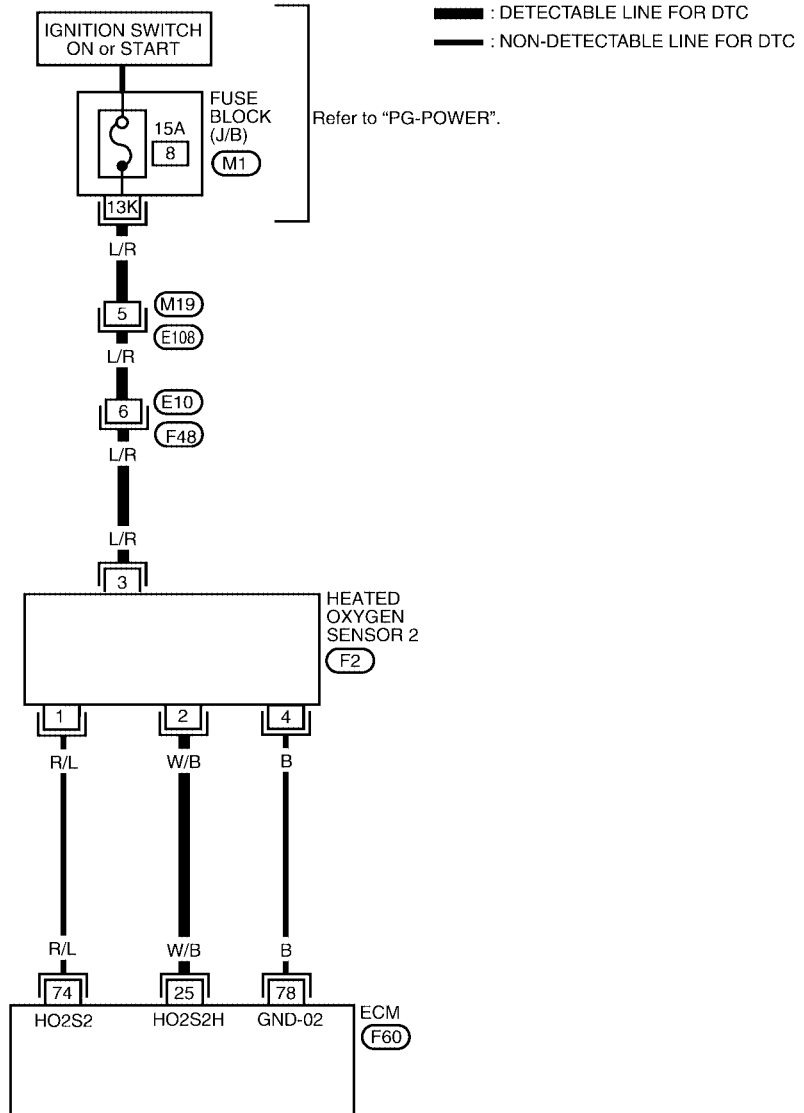 IGNITION SWITCH
ON or START
: DETECTABLE LINE FOR DTC
: NON-DETECTABLE LINE FOR DTC
FUSE
BLOCK
(J/B)
M1
15A
8
Refer to “PG-POWER”.
13K
L/R
5
M19
E108
L/R
6
E10
F48
L/R
L/R
3
HEATED
OXYGEN
SENSOR 2
F2
1 2 4
R/L W/B B
R/L W/B B
74 25 78
HO2S2 HO2S2H GND-02
ECM
F60